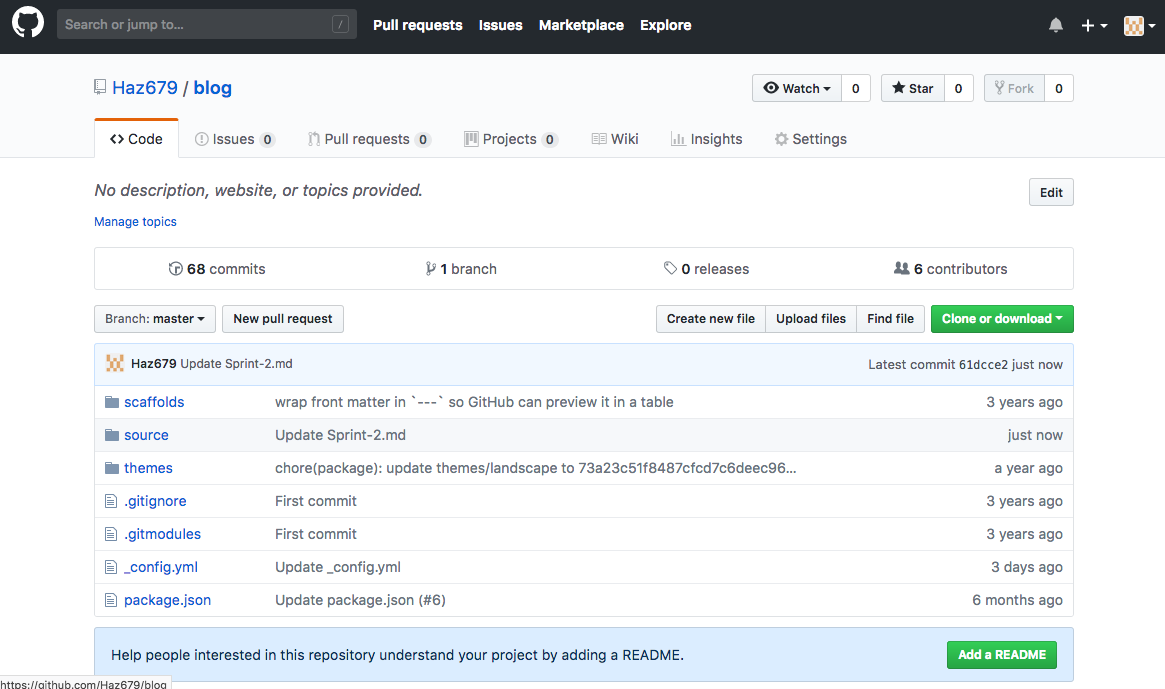 Search or jump to... /
Pull requests Issues Marketplace Explore
Haz679 / blog
Watch 0 Star 0 Fork 0
Code Issues 0 Pull requests 0 Projects 0 Wiki Insights Settings
No description, website, or topics provided. Edit
Manage topics
68 commits 1 branch 0 releases 6 contributors
Branch: master New pull request Create new file Upload files Find file Clone or download
Haz679 Update Sprint-2.md Latest commit 61dcce2 just now
scaffolds wrap front matter in `---` so GitHub can preview it in a table 3 years ago
source Update Sprint-2.md just now
themes chore(package): update themes/landscape to 73a23c51f8487cfcd7c6deec96... a year ago
.gitignore First commit 3 years ago
.gitmodules First commit 3 years ago
_config.yml Update _config.yml 3 days ago
package.json Update package.json (#6) 6 months ago
Help people interested in this repository understand your project by adding a README. Add a README
https://github.com/Haz679/blog